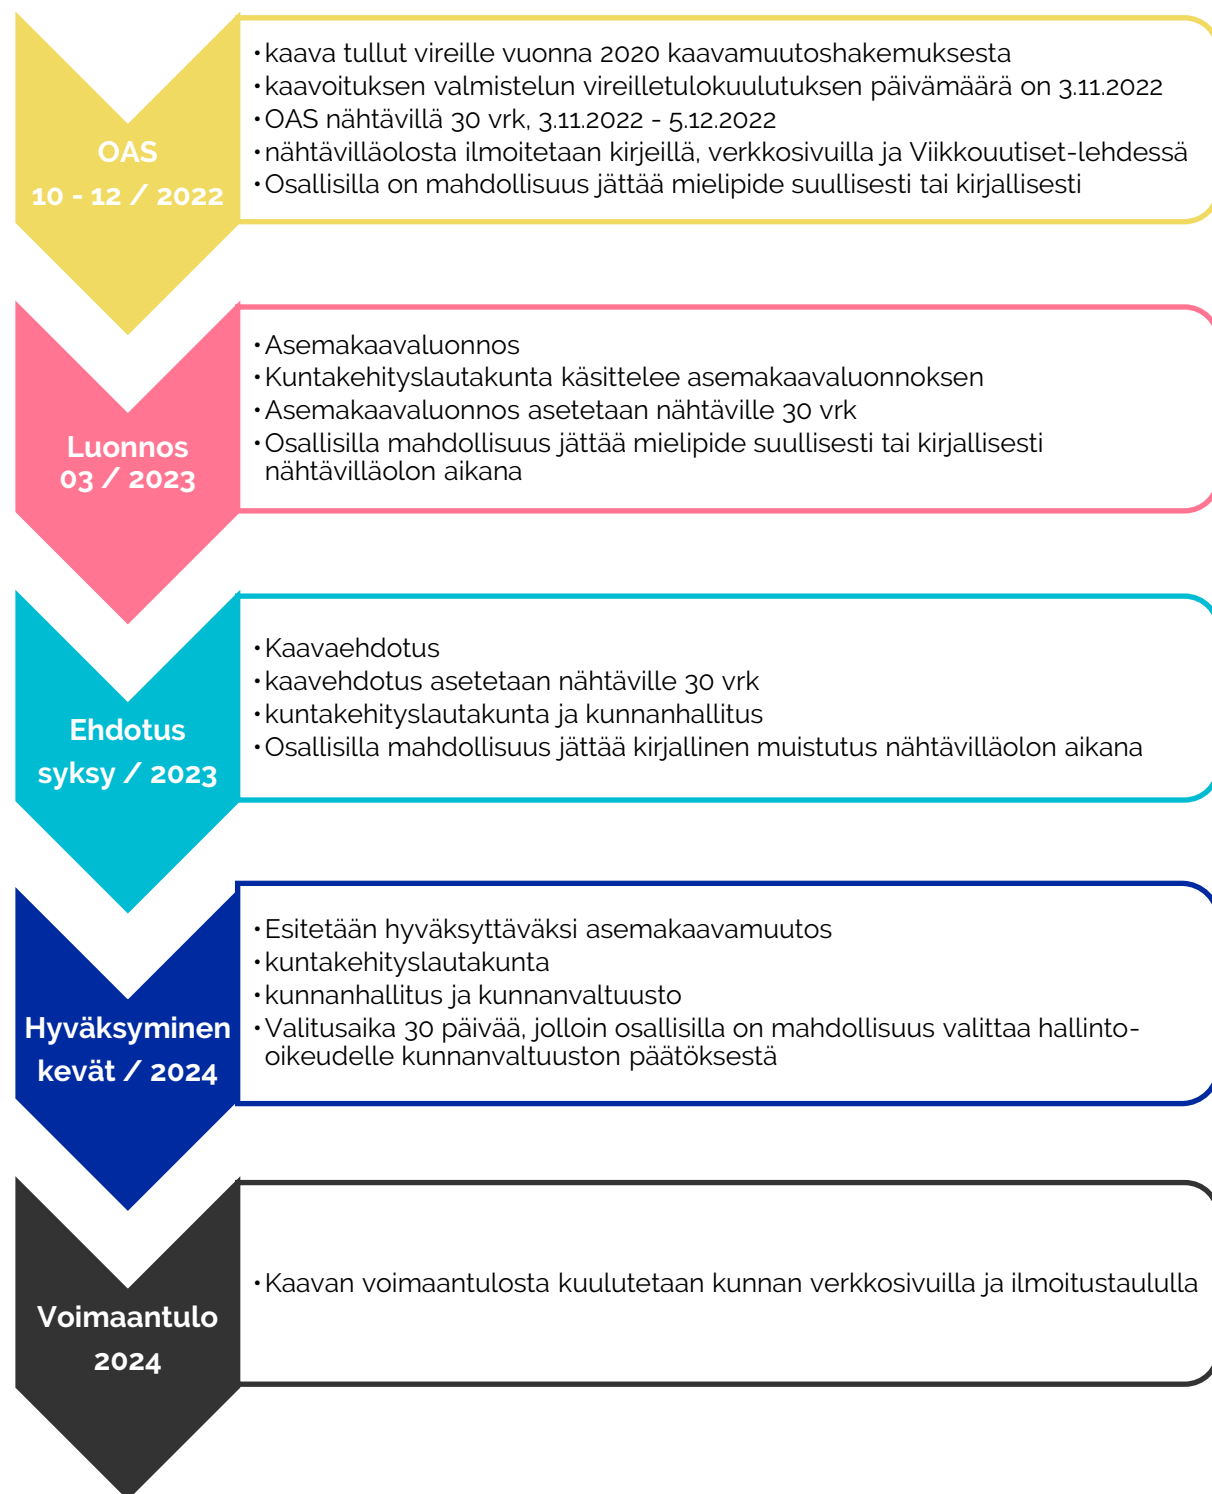 OAS
10 - 12 / 2022
•kaava tullut vireille vuonna 2020 kaavamuutoshakemuksesta
•kaavoituksen valmistelun vireilletulokuulutuksen päivämäärä on 3.11.2022
•OAS nähtävillä 30 vrk, 3.11.2022 - 5.12.2022
•nähtävilläolosta ilmoitetaan kirjeillä, verkkosivuilla ja Viikkouutiset-lehdessä
•Osallisilla on mahdollisuus jättää mielipide suullisesti tai kirjallisesti
Luonnos
03 / 2023
•Asemakaavaluonnos
•Kuntakehityslautakunta käsittelee asemakaavaluonnoksen
•Asemakaavaluonnos asetetaan nähtäville 30 vrk
•Osallisilla mahdollisuus jättää mielipide suullisesti tai kirjallisesti
nähtävilläolon aikana
Ehdotus
syksy / 2023
•Kaavaehdotus
•kaavehdotus asetetaan nähtäville 30 vrk
•kuntakehityslautakunta ja kunnanhallitus
•Osallisilla mahdollisuus jättää kirjallinen muistutus nähtävilläolon aikana
Hyväksyminen
kevät / 2024
•Esitetään hyväksyttäväksi asemakaavamuutos
•kuntakehityslautakunta
•kunnanhallitus ja kunnanvaltuusto
•Valitusaika 30 päivää, jolloin osallisilla on mahdollisuus valittaa hallinto-
oikeudelle kunnanvaltuuston päätöksestä
Voimaantulo
2024
•Kaavan voimaantulosta kuulutetaan kunnan verkkosivuilla ja ilmoitustaululla